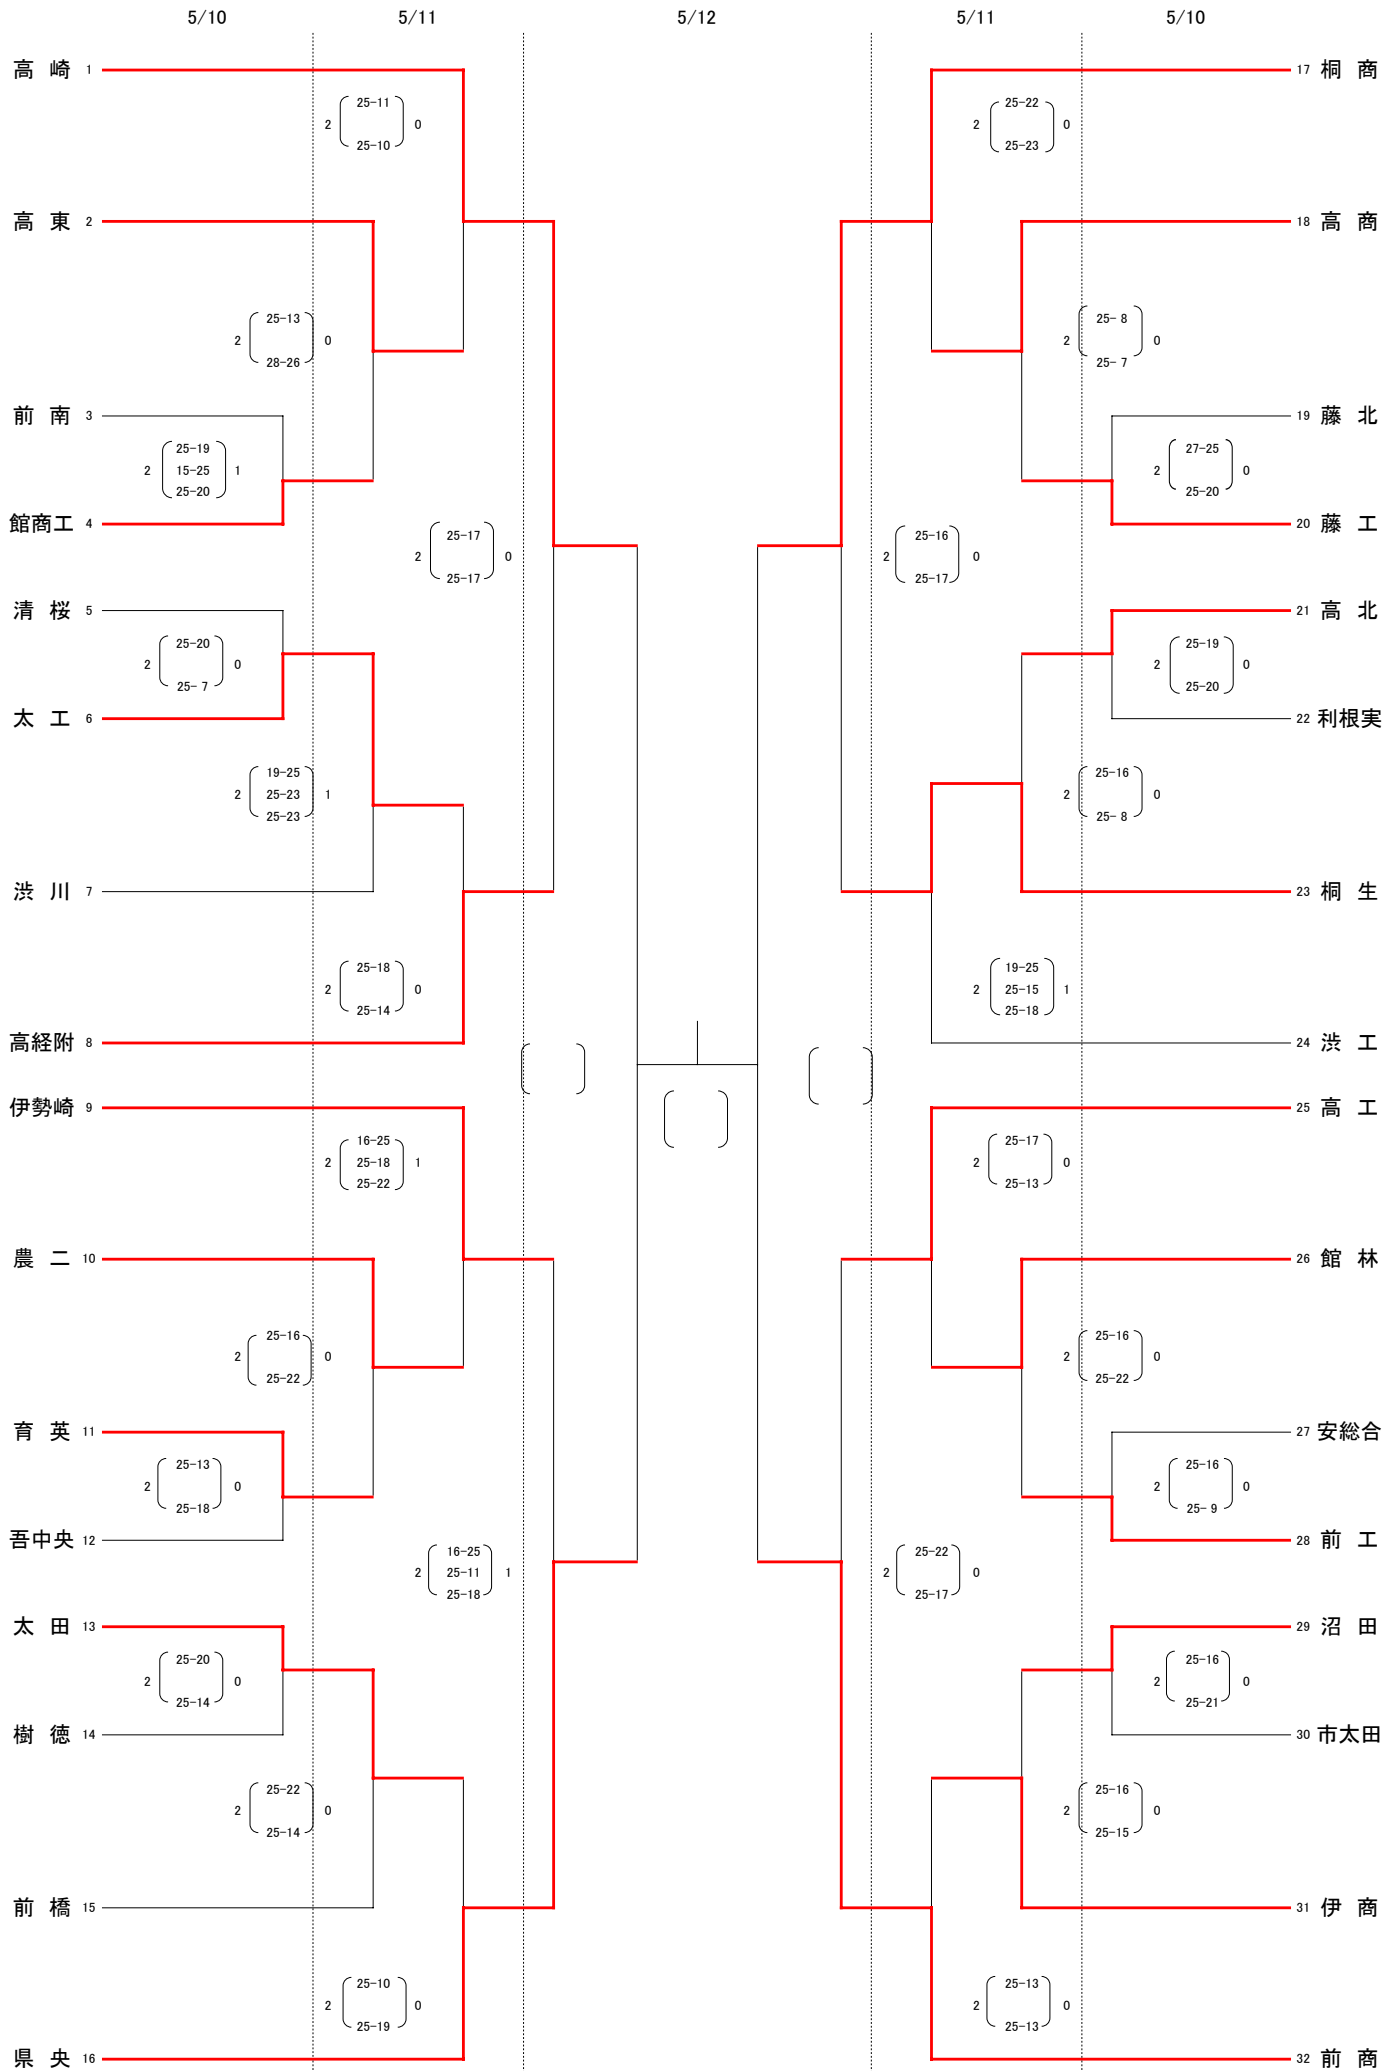 5/10 5/11 5/12 5/11 5/10
高崎 1
17 桐商
2 25-11 0
25-10
2 25-22 0
25-23
高東 2
18 高商
2 25-13 0
28-26
2 25- 8 0
25- 7
前南 3
19 藤北
25-19
2 15-25 1
25-20
2 27-25 0
25-20
館商工 4
20 藤工
2 25-17 0
25-17
2 25-16 0
25-17
清桜 5
21 高北
2 25-20 0
25- 7
2 25-19 0
25-20
太工 6
22 利根実
19-25
2 25-23 1
25-23
2 25-16 0
25- 8
渋川 7
23 桐生
2 25-18 0
25-14
19-25
2 25-15 1
25-18
高経附 8
24 渋工
伊勢崎 9
25 高工
16-25
2 25-18 1
25-22
2 25-17 0
25-13
農二 10
26 館林
2 25-16 0
25-22
2 25-16 0
25-22
育英 11
27 安総合
2 25-13 0
25-18
2 25-16 0
25- 9
吾中央 12
28 前工
16-25
2 25-11 1
25-18
2 25-22 0
25-17
太田 13
29 沼田
2 25-20 0
25-14
2 25-16 0
25-21
樹徳 14
30 市太田
2 25-22 0
25-14
2 25-16 0
25-15
前橋 15
31 伊商
2 25-10 0
25-19
2 25-13 0
25-13
県央 16
32 前商